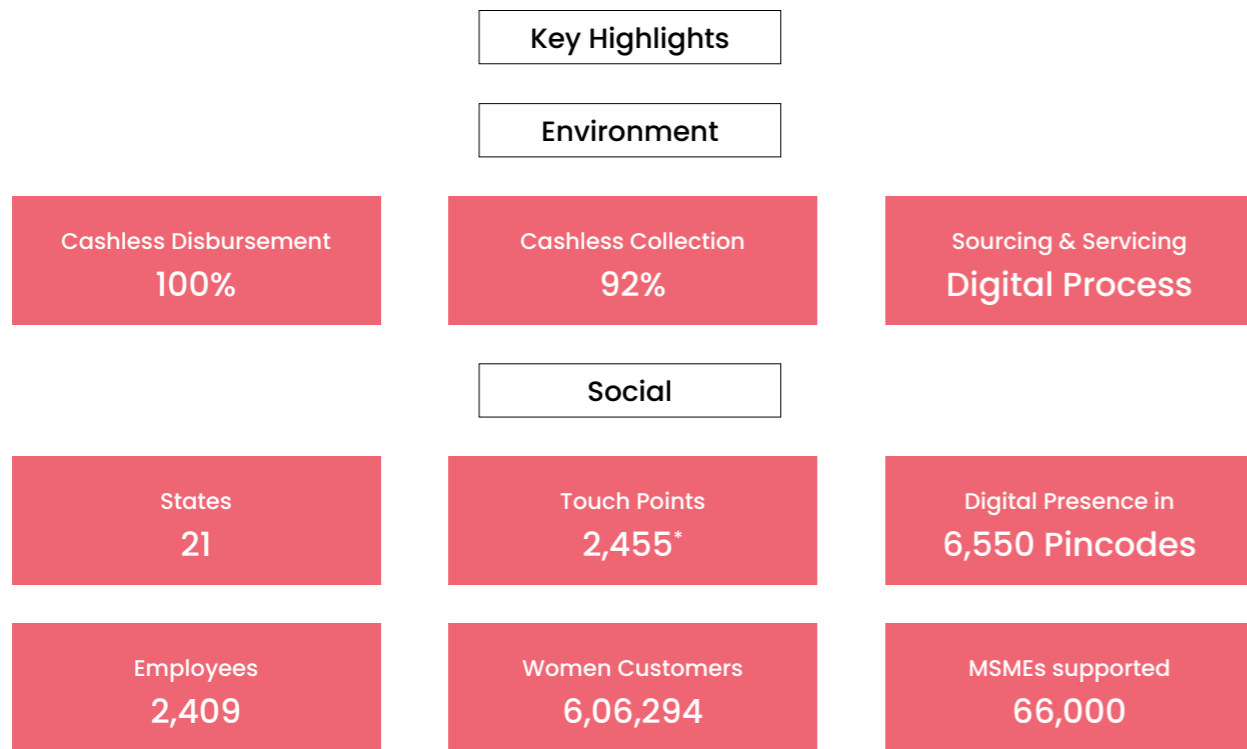 Key Highlights
Environment
Cashless Disbursement
100%
Cashless Collection
92%
Sourcing & Servicing
Digital Process
Social
States
21
Touch Points
2,455*
Digital Presence in
6,550 Pincodes
Employees
2,409
Women Customers
6,06,294
MSMEs supported
66,000